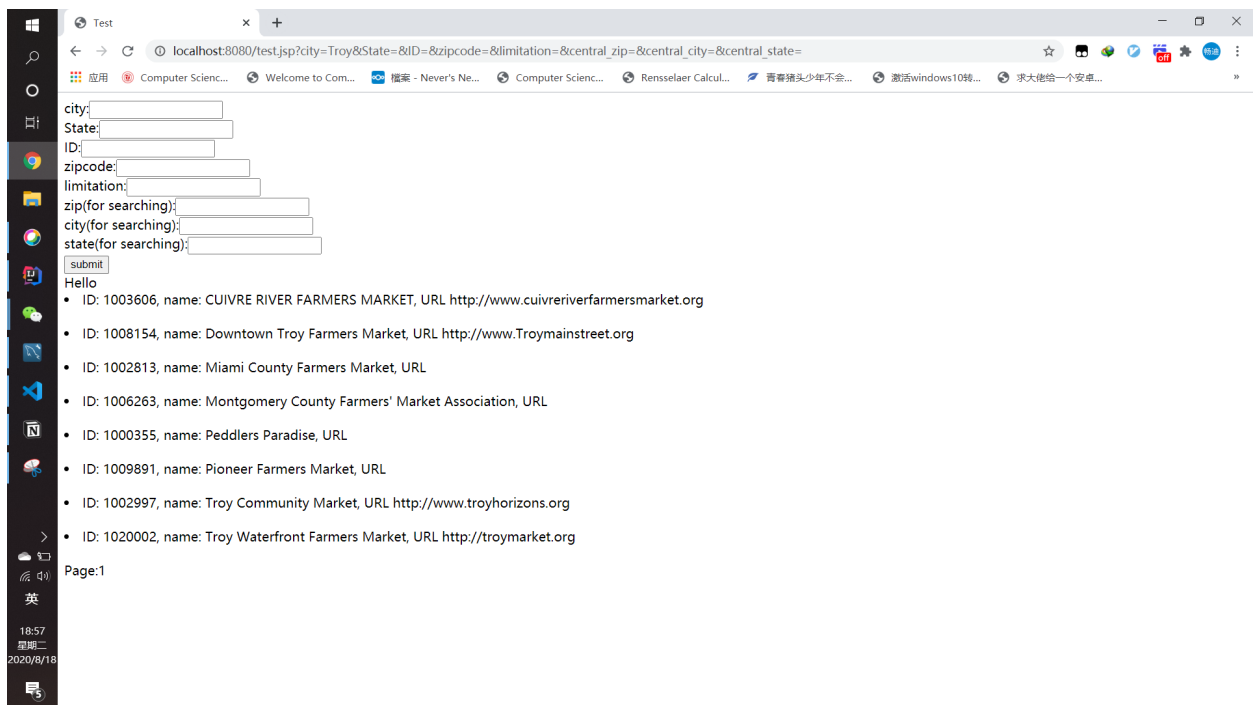 Test
localhost:8080/test.jsp?city=Troy&State=&ID=&zipcode=&limitation=&central_zip=&central_city=&central_state=
off
畅迪
应用
Computer Scienc...
Welcome to Com...
檔案 - Never's Ne...
Computer Scienc...
Rensselaer Calcul...
青春猪头少年不会...
激活windows10转...
求大佬给一个安卓...
»
city:
State:
ID:
zipcode:
limitation:
zip(for searching):
city(for searching):
state(for searching):
submit
Hello
• ID: 1003606, name: CUIVRE RIVER FARMERS MARKET, URL http://www.cuivreriverfarmersmarket.org
• ID: 1008154, name: Downtown Troy Farmers Market, URL http://www.Troymainstreet.org
• ID: 1002813, name: Miami County Farmers Market, URL
• ID: 1006263, name: Montgomery County Farmers' Market Association, URL
• ID: 1000355, name: Peddlers Paradise, URL
• ID: 1009891, name: Pioneer Farmers Market, URL
• ID: 1002997, name: Troy Community Market, URL http://www.troyhorizons.org
• ID: 1020002, name: Troy Waterfront Farmers Market, URL http://troymarket.org
Page:1
英
18:57
星期二
2020/8/18
5